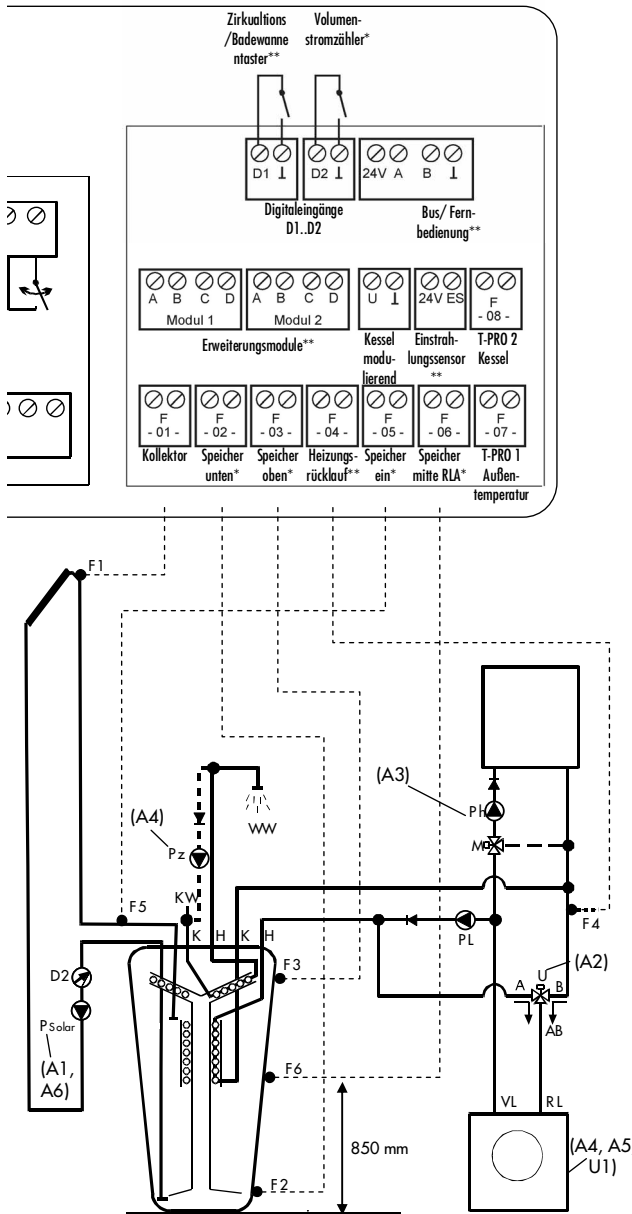 Zirkualtions
/Badewanne
ntaster**
Volumen-
stromzähler*
D1 ⊥
D2 ⊥
24V A B ⊥
Digitaleingänge
D1..D2
Bus/ Fern-
bedienung**
A B C D
Modul 1
A B C D
Modul 2
U ⊥
24V ES
F
- 08 -
Erweiterungsmodule**
Kessel
modu-
lierend
Einstrah-
lungssensor
**
T-PRO 2
Kessel
F
- 01 -
F
- 02 -
F
- 03 -
F
- 04 -
F
- 05 -
F
- 06 -
F
- 07 -
Kollektor
Speicher
unten*
Speicher
oben*
Heizungs-
rücklauf**
Speicher
ein*
Speicher
mitte RLA*
T-PRO 1
Außen-
temperatur
F1
(A3)
Ph
(A4)
WW
M
Pz
F5
KW
F4
K H K H
PL
F3
U
(A2)
A B
D2
AB
PSolar
F6
(A1,
A6)
VL RL
850 mm
(A4, A5
U1)
F2